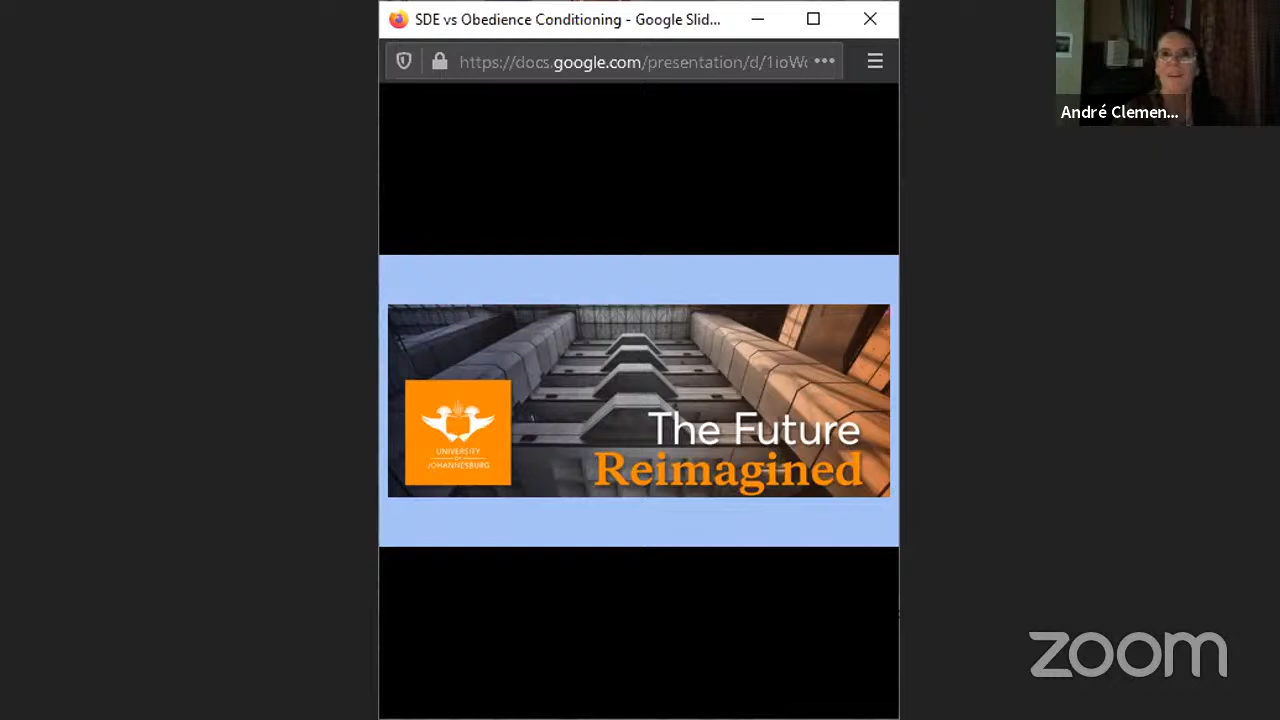 SDE vs Obedience Conditioning - Google Slid...
https://docs.google.com/presentation/d/1ioW
André Clemen...
The Future
Reimagined
UNIVERSITY
OF
JOHANNESBURG
zoom